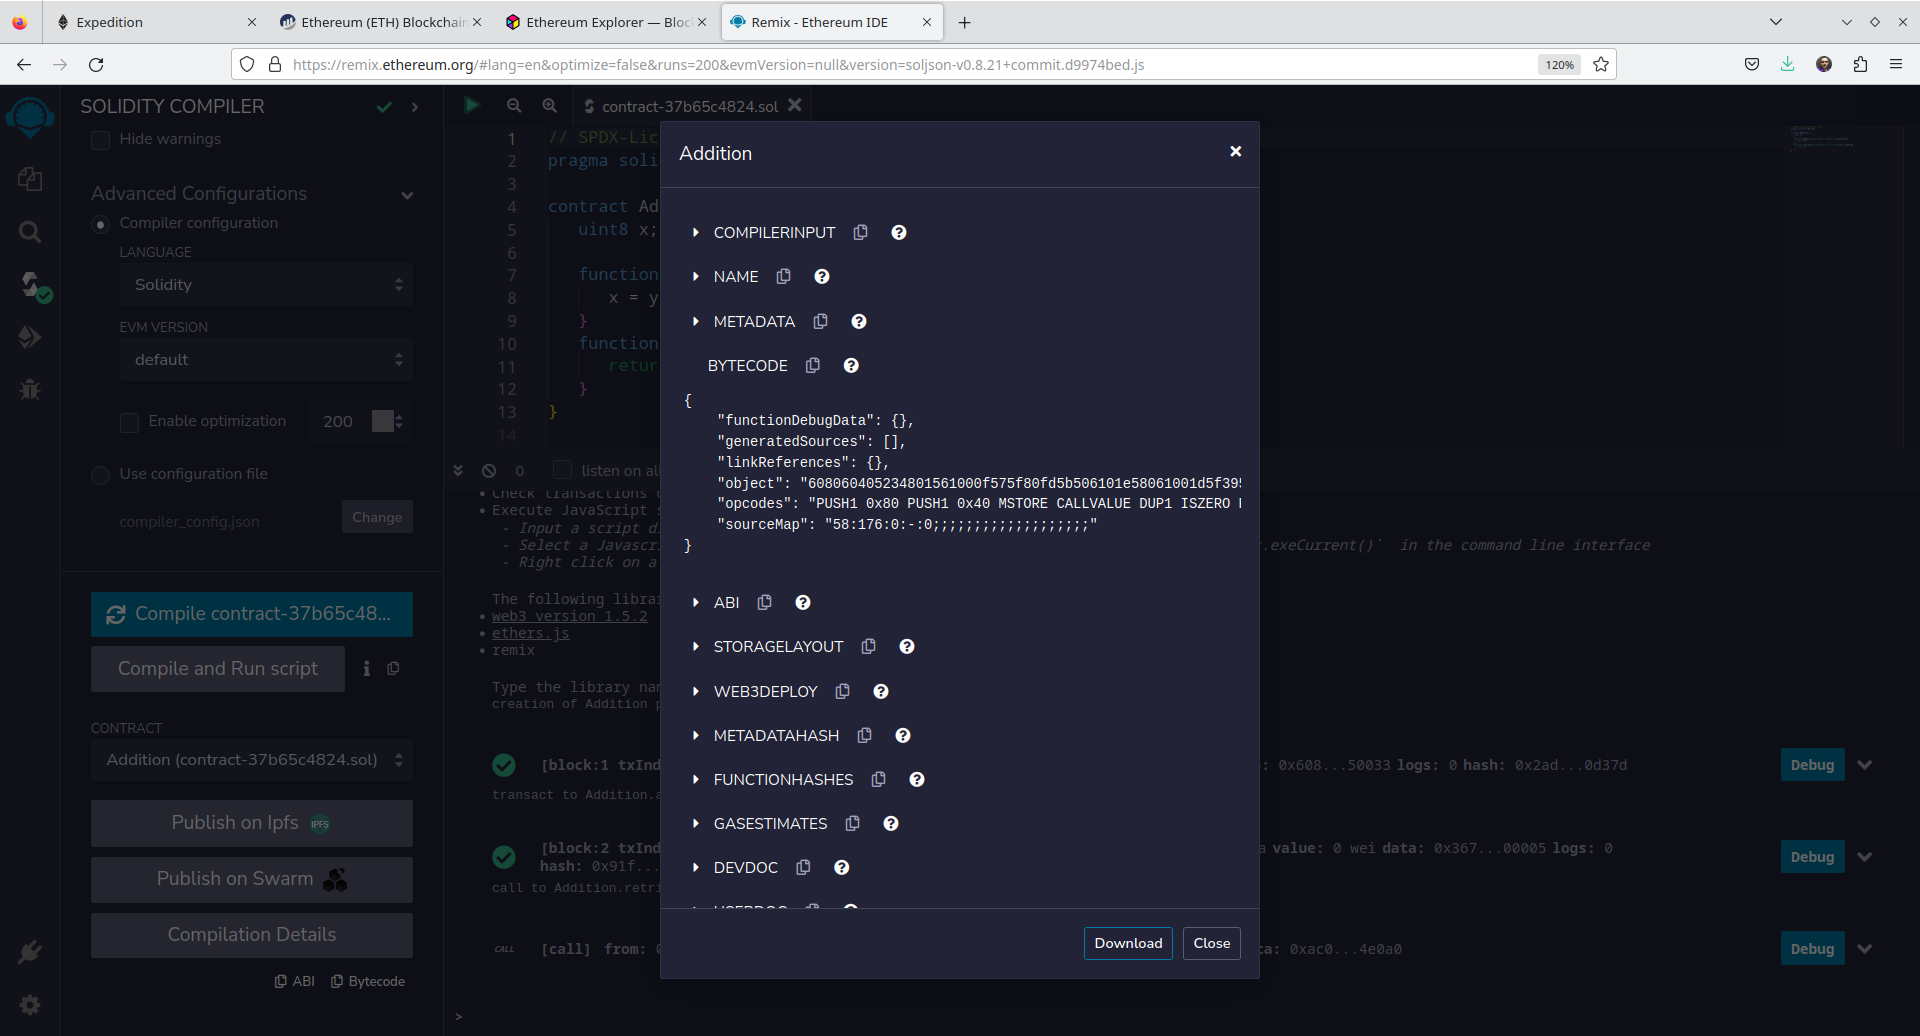 Expedition
Ethereum (ETH) Blockchain
Ethereum Explorer — Bloc
Remix - Ethereum IDE
https://remix.ethereum.org/#lang=en&optimize=false&runs=200&evmVersion=null&version=soljson-v0.8.21+commit.d9974bed.js
120%
SOLIDITY COMPILER
Hide warnings
Advanced Configurations
Compiler configuration
LANGUAGE
Solidity
EVM VERSION
default
Enable optimization
200
Use configuration file
compiler_config.json
Change
Compile contract-37b65c48...
Compile and Run script
CONTRACT
Addition (contract-37b65c4824.sol)
Publish on Ipfs
IPFS
Publish on Swarm
Compilation Details
ABI
Bytecode
contract-37b65c4824.sol
1 // SPDX-Lic
2 pragma soli
3
4 contract Ad
5 uint8 x;
6
7 function
8 x = y
9 }
10 function
11 retur
12 }
13 }
14
0
listen on al
• Check transactions
• Execute JavaScript s
- Input a script di
- Select a Javascri
.exeCurrent()` in the command line interface
- Right click on a
The following librar
• web3 version 1.5.2
• ethers.js
• remix
Type the library nam
creation of Addition p
[block:1 txInd
: 0x608...50033 logs: 0 hash: 0x2ad...0d37d
Debug
transact to Addition.a
[block:2 txInd
a value: 0 wei data: 0x367...00005 logs: 0
hash: 0x91f...
Debug
call to Addition.retri
CALL
[call] from: 0
ta: 0xac0...4e0a0
Debug
>
Addition
COMPILERINPUT
NAME
METADATA
BYTECODE
{
"functionDebugData": {},
"generatedSources": [],
"linkReferences": {},
"object": "608060405234801561000f575f80fd5b506101e58061001d5f395
"opcodes": "PUSH1 0x80 PUSH1 0x40 MSTORE CALLVALUE DUP1 ISZERO
"sourceMap": "58:176:0:-:0;;;;;;;;;;;;;;;;;;;"
}
ABI
STORAGELAYOUT
WEB3DEPLOY
METADATAHASH
FUNCTIONHASHES
GASESTIMATES
DEVDOC
Download
Close